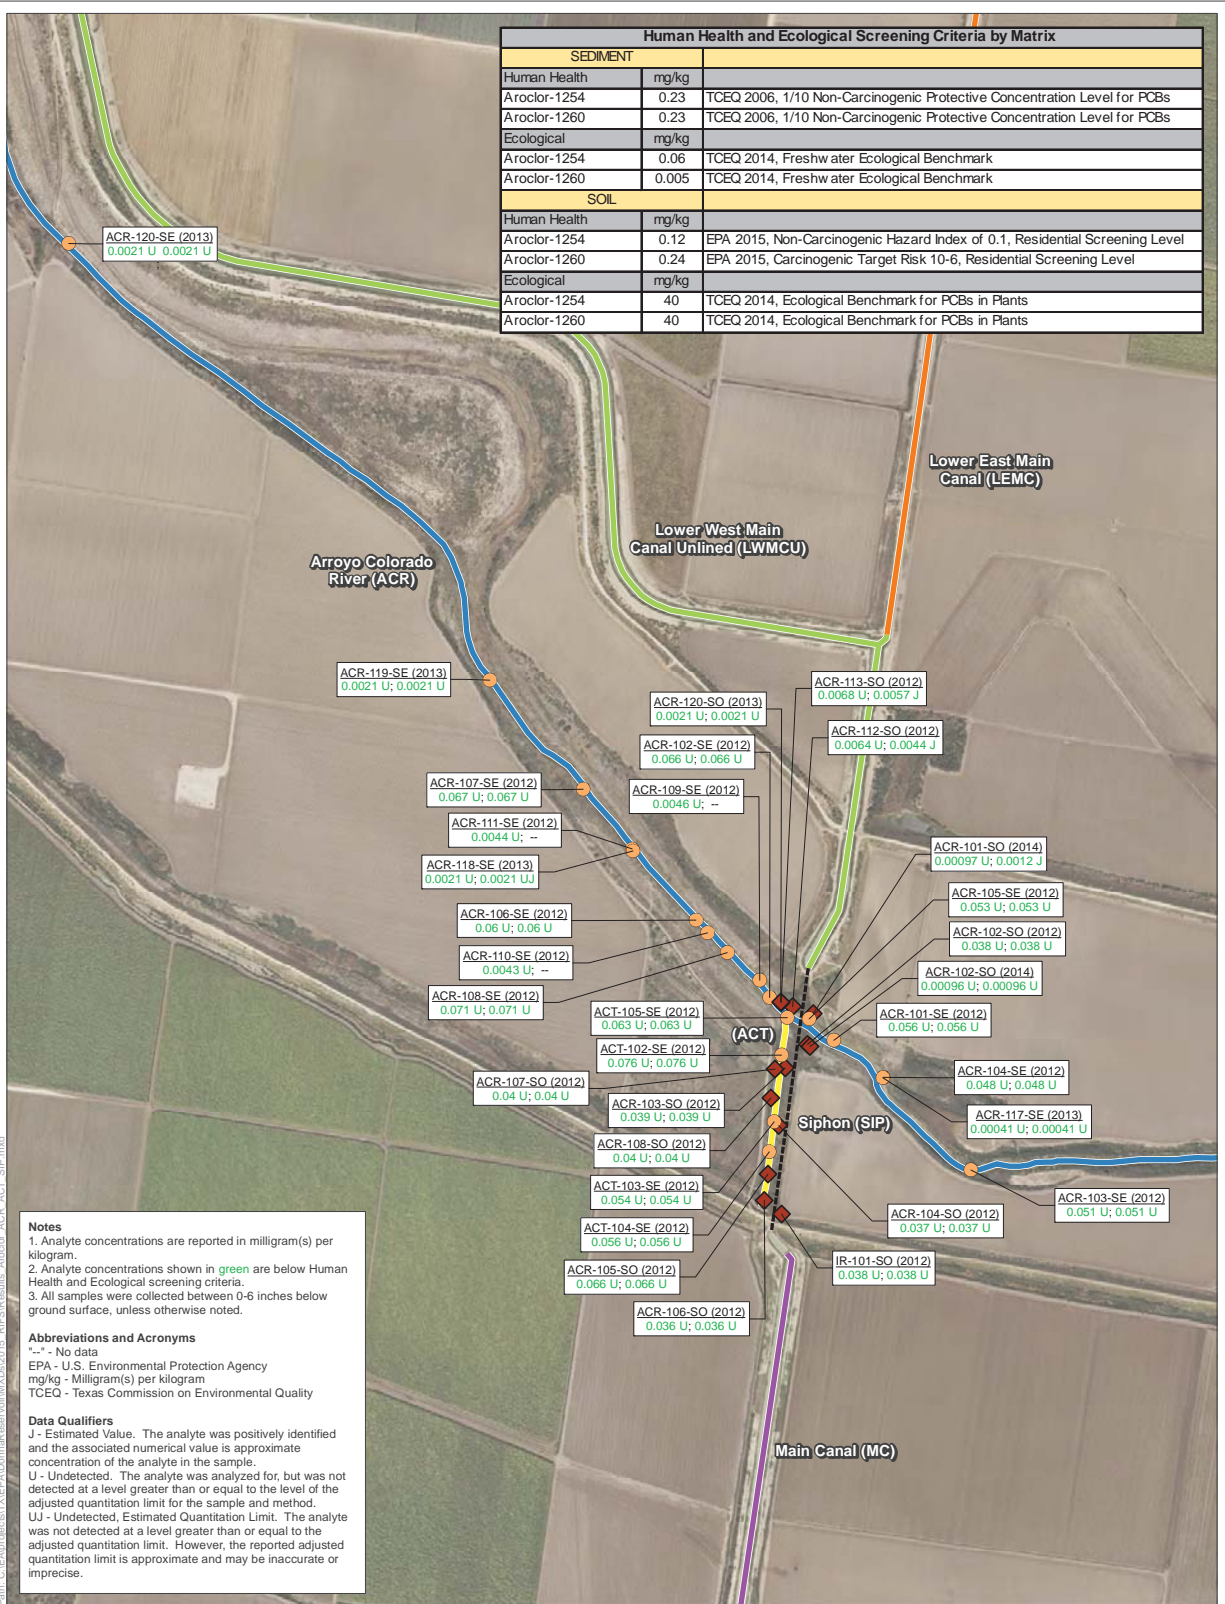 Human Health and Ecological Screening Criteria by Matrix
SEDIMENT
Human Health mg/kg
Aroclor-1254 0.23 TCEQ 2006, 1/10 Non-Carcinogenic Protective Concentration Level for PCBs
Aroclor-1260 0.23 TCEQ 2006, 1/10 Non-Carcinogenic Protective Concentration Level for PCBs
Ecological mg/kg
Aroclor-1254 0.06 TCEQ 2014, Freshwater Ecological Benchmark
Aroclor-1260 0.005 TCEQ 2014, Freshwater Ecological Benchmark
SOIL
Human Health mg/kg
Aroclor-1254 0.12 EPA 2015, Non-Carcinogenic Hazard Index of 0.1, Residential Screening Level
Aroclor-1260 0.24 EPA 2015, Carcinogenic Target Risk 10-6, Residential Screening Level
Ecological mg/kg
Aroclor-1254 40 TCEQ 2014, Ecological Benchmark for PCBs in Plants
Aroclor-1260 40 TCEQ 2014, Ecological Benchmark for PCBs in Plants
ACR-120-SE (2013)
0.0021 U 0.0021 U
Lower East Main
Canal (LEMC)
Lower West Main
Canal Unlined (LWMCU)
Arroyo Colorado
River (ACR)
ACR-119-SE (2013)
0.0021 U; 0.0021 U
ACR-113-SO (2012)
0.0068 U; 0.0057 J
ACR-120-SO (2013)
0.0021 U; 0.0021 U
ACR-112-SO (2012)
0.0064 U; 0.0044 J
ACR-102-SE (2012)
0.066 U; 0.066 U
ACR-107-SE (2012)
0.067 U; 0.067 U
ACR-109-SE (2012)
0.0046 U; --
ACR-111-SE (2012)
0.0044 U; --
ACR-118-SE (2013)
0.0021 U; 0.0021 UJ
ACR-101-SO (2014)
0.00097 U; 0.0012 J
ACR-105-SE (2012)
0.053 U; 0.053 U
ACR-106-SE (2012)
0.06 U; 0.06 U
ACR-102-SO (2012)
0.038 U; 0.038 U
ACR-110-SE (2012)
0.0043 U; --
ACR-102-SO (2014)
0.00096 U; 0.00096 U
ACR-108-SE (2012)
0.071 U; 0.071 U
ACT-105-SE (2012)
0.063 U; 0.063 U
ACR-101-SE (2012)
0.056 U; 0.056 U
(ACT)
ACT-102-SE (2012)
0.076 U; 0.076 U
ACR-104-SE (2012)
0.048 U; 0.048 U
ACR-107-SO (2012)
0.04 U; 0.04 U
ACR-103-SO (2012)
0.039 U; 0.039 U
ACR-117-SE (2013)
0.00041 U; 0.00041 U
Siphon (SIP)
ACR-108-SO (2012)
0.04 U; 0.04 U
ACT-103-SE (2012)
0.054 U; 0.054 U
ACR-103-SE (2012)
0.051 U; 0.051 U
ACR-104-SO (2012)
0.037 U; 0.037 U
ACT-104-SE (2012)
0.056 U; 0.056 U
IR-101-SO (2012)
0.038 U; 0.038 U
ACR-105-SO (2012)
0.066 U; 0.066 U
ACR-106-SO (2012)
0.036 U; 0.036 U
Main Canal (MC)
Notes
1. Analyte concentrations are reported in milligram(s) per
kilogram.
2. Analyte concentrations shown in green are below Human
Health and Ecological screening criteria.
3. All samples were collected between 0-6 inches below
ground surface, unless otherwise noted.
Abbreviations and Acronyms
"--" - No data
EPA - U.S. Environmental Protection Agency
mg/kg - Milligram(s) per kilogram
TCEQ - Texas Commission on Environmental Quality
Data Qualifiers
J - Estimated Value. The analyte was positively identified
and the associated numerical value is approximate
concentration of the analyte in the sample.
U - Undetected. The analyte was analyzed for, but was not
detected at a level greater than or equal to the level of the
adjusted quantitation limit for the sample and method.
UJ - Undetected, Estimated Quantitation Limit. The analyte
was not detected at a level greater than or equal to the
adjusted quantitation limit. However, the reported adjusted
quantitation limit is approximate and may be inaccurate or
imprecise.